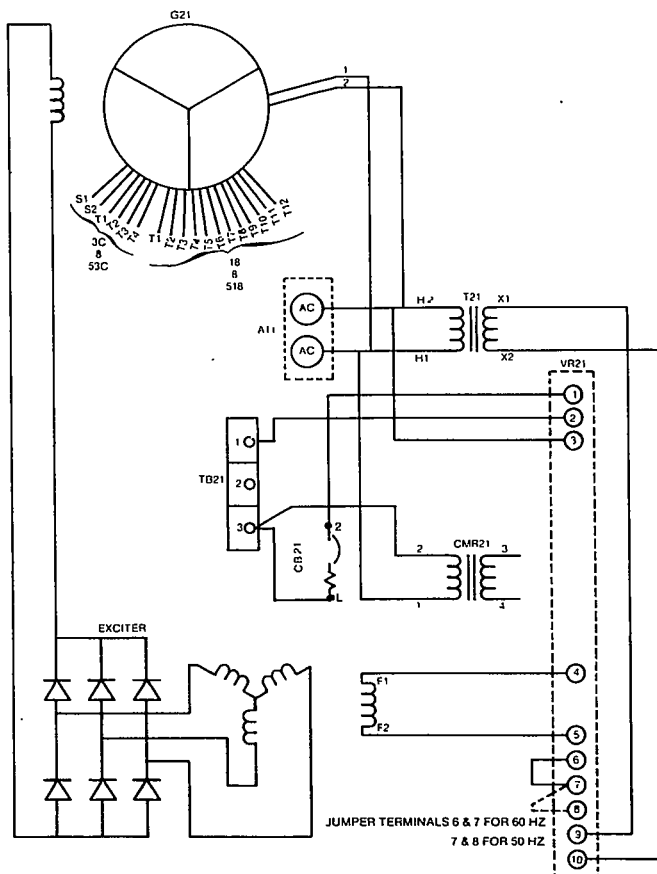 G21
1
2
S1
S2
T1
T2
T3
T4
3C
8
53C
T1
T2
T3
T4
T5
T6
T7
T8
T9
T10
T11
T12
18
8
518
AC
AC
H2
T21
X1
H1
X2
VR21
1
2
3
TB21
1
2
3
CB21
2
L
CMR21
2
3
1
4
EXCITER
F1
F2
4
5
6
7
8
9
10
JUMPER TERMINALS 6 & 7 FOR 60 HZ
7 & 8 FOR 50 HZ